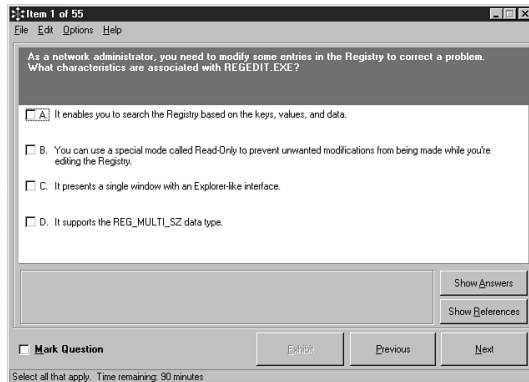 Item 1 of 55
File Edit Options Help
As a network administrator, you need to modify some entries in the Registry to correct a problem.
What characteristics are associated with REGEDIT.EXE?
A. It enables you to search the Registry based on the keys, values, and data.
B. You can use a special mode called Read-Only to prevent unwanted modifications from being made while you're
editing the Registry.
C. It presents a single window with an Explorer-like interface.
D. It supports the REG_MULTI_SZ data type.
Show Answers
Show References
Mark Question
Exhibit
Previous
Next
Select all that apply. Time remaining: 90 minutes